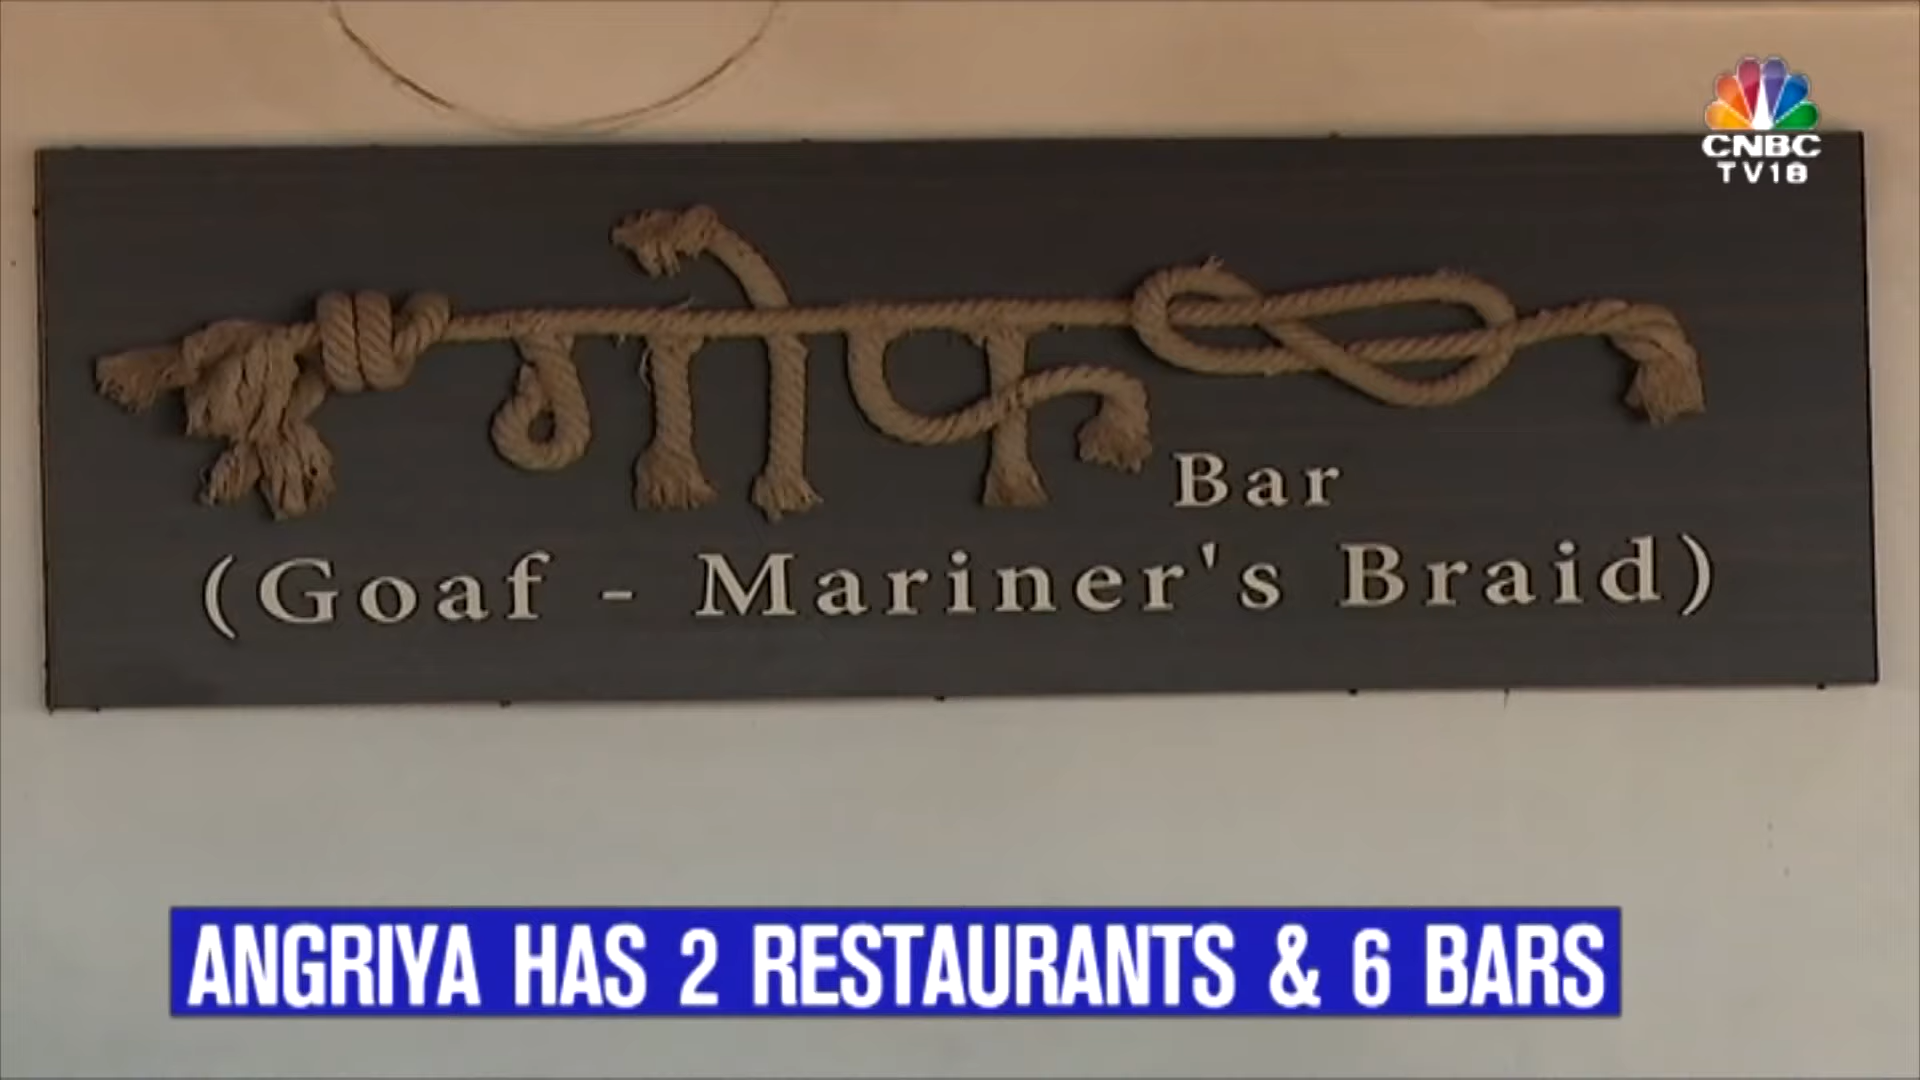 CNBC
TV18
गोफ Bar
(Goaf - Mariner's Braid)
ANGRIYA HAS 2 RESTAURANTS & 6 BARS